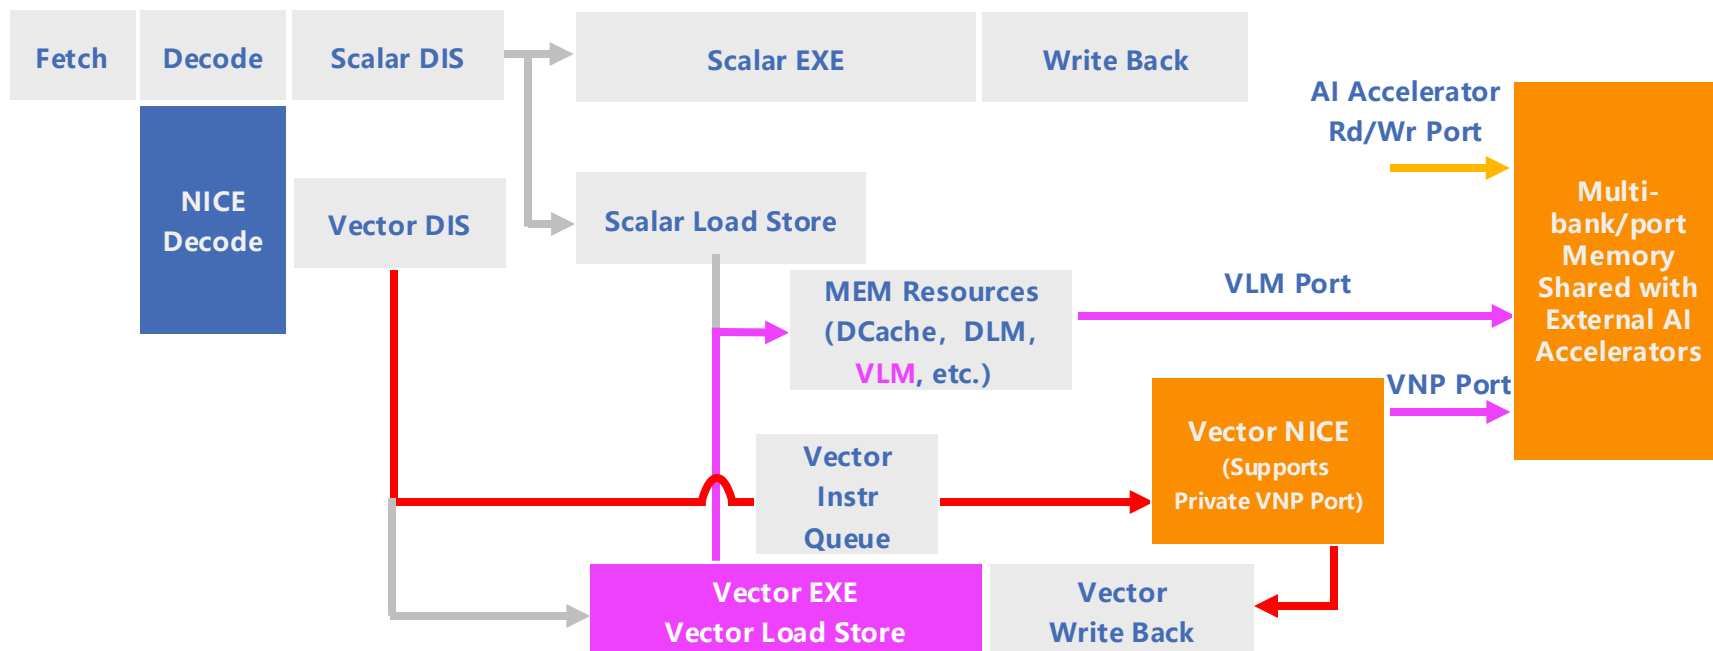 Fetch
Decode
Scalar DIS
Scalar EXE
Write Back
AI Accelerator
Rd/Wr Port
NICE
Decode
Vector DIS
Scalar Load Store
Multi-
bank/port
Memory
Shared with
External AI
Accelerators
MEM Resources
(DCache, DLM,
VLM, etc.)
VLM Port
VNP Port
Vector NICE
(Supports
Private VNP Port)
Vector
Instr
Queue
Vector EXE
Vector Load Store
Vector
Write Back